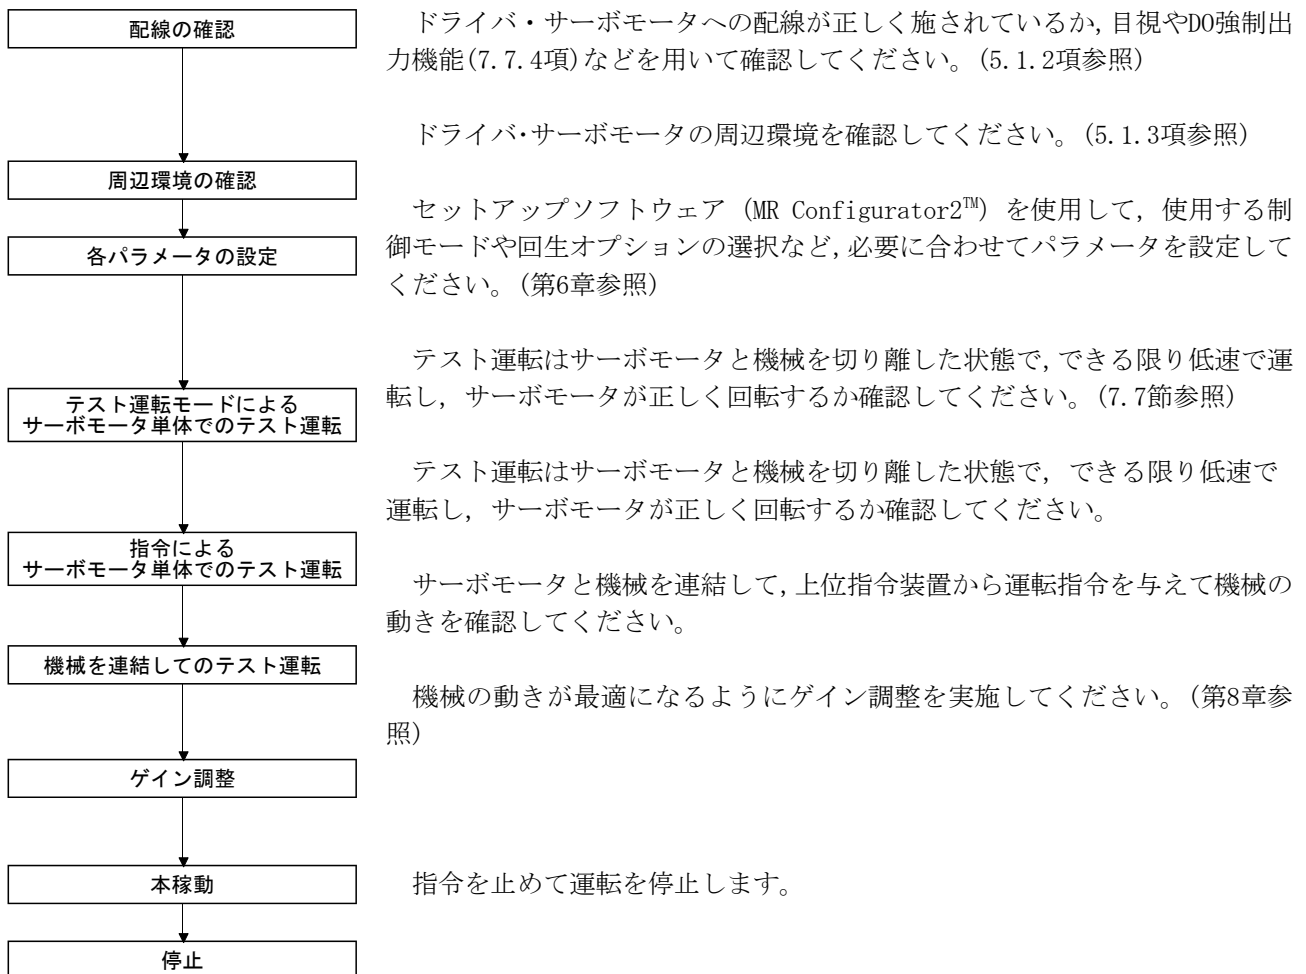 配線の確認
ドライバ・サーボモータへの配線が正しく施されているか,目視やDO強制出
力機能(7.7.4項)などを用いて確認してください。(5.1.2項参照)
ドライバ・サーボモータの周辺環境を確認してください。(5.1.3項参照)
周辺環境の確認
セットアップソフトウェア (MR Configurator2™) を使用して, 使用する制
御モードや回生オプションの選択など,必要に合わせてパラメータを設定して
ください。(第6章参照)
各パラメータの設定
テスト運転はサーボモータと機械を切り離した状態で,できる限り低速で運
転し, サーボモータが正しく回転するか確認してください。(7.7節参照)
テスト運転モードによる
サーボモータ単体でのテスト運転
テスト運転はサーボモータと機械を切り離した状態で, できる限り低速で
運転し, サーボモータが正しく回転するか確認してください。
指令による
サーボモータ単体でのテスト運転
サーボモータと機械を連結して,上位指令装置から運転指令を与えて機械の
動きを確認してください。
機械を連結してのテスト運転
機械の動きが最適になるようにゲイン調整を実施してください。(第8章参
照)
ゲイン調整
本稼動
指令を止めて運転を停止します。
停止